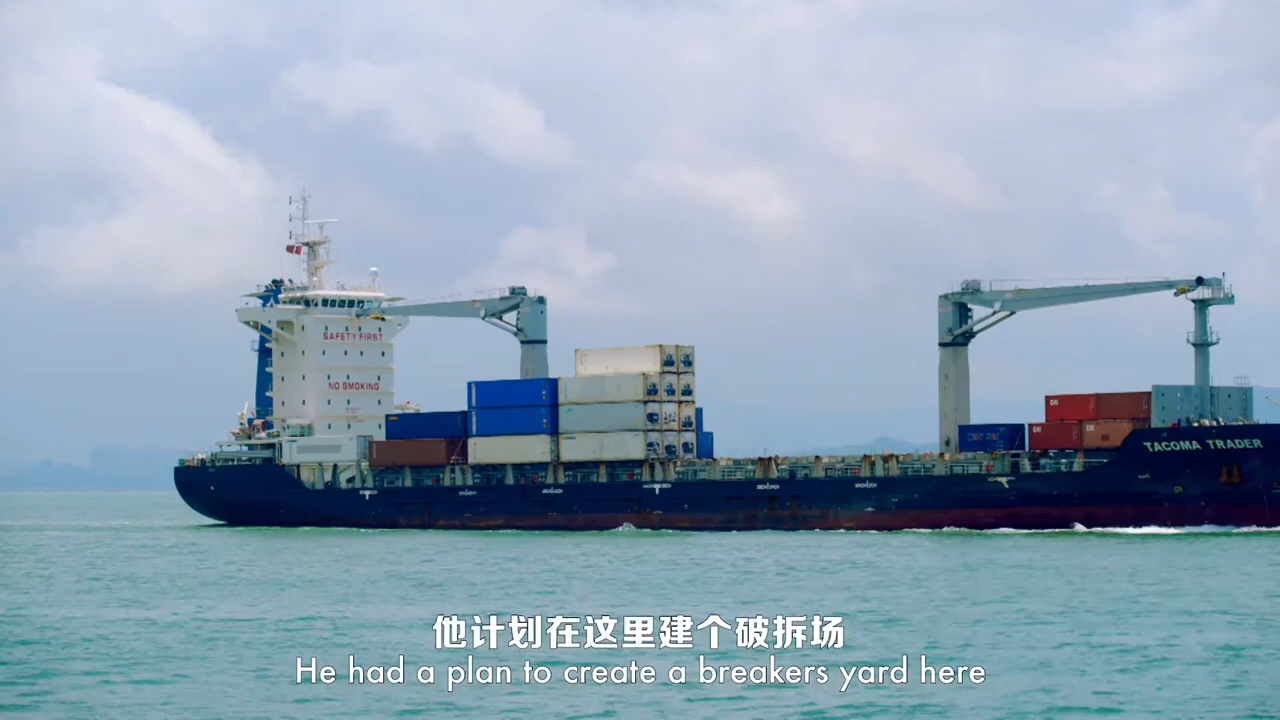 SAFETY FIRST
NO SMOKING
TACOMA TRADER
他计划在这里建个破拆场
He had a plan to create a breakers yard here